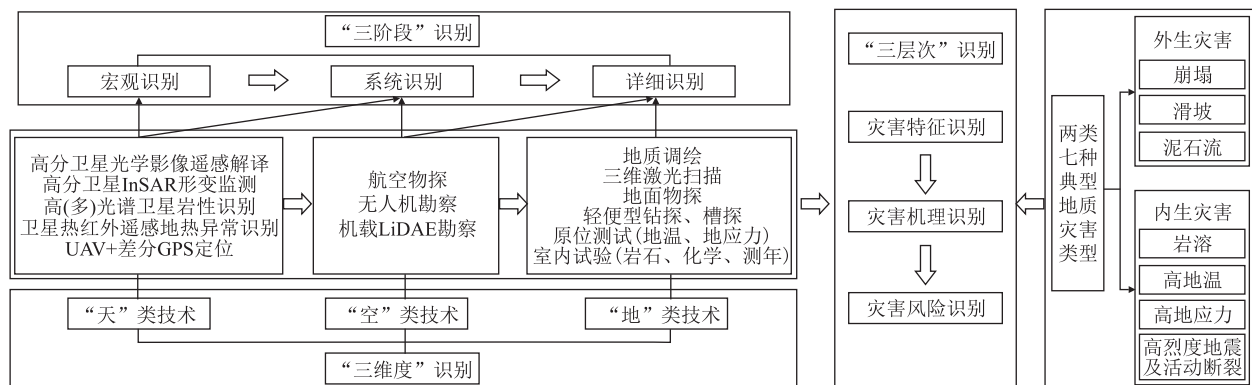 “三阶段”识别
宏观识别
系统识别
详细识别
高分卫星光学影像遥感解译
高分卫星InSAR形变监测
高(多)光谱卫星岩性识别
卫星热红外遥感地热异常识别
UAV+差分GPS定位
航空物探
无人机勘察
机载LiDAE勘察
地质调绘
三维激光扫描
地面物探
轻便型钻探、槽探
原位测试(地温、地应力)
室内试验(岩石、化学、测年)
“天”类技术
“空”类技术
“地”类技术
“三维度”识别
“三层次”识别
灾害特征识别
灾害机理识别
灾害风险识别
两类
七种
典型
地质
灾害
类型
外生灾害
崩塌
滑坡
泥石流
内生灾害
岩溶
高地温
高地应力
高烈度地震
及活动断裂